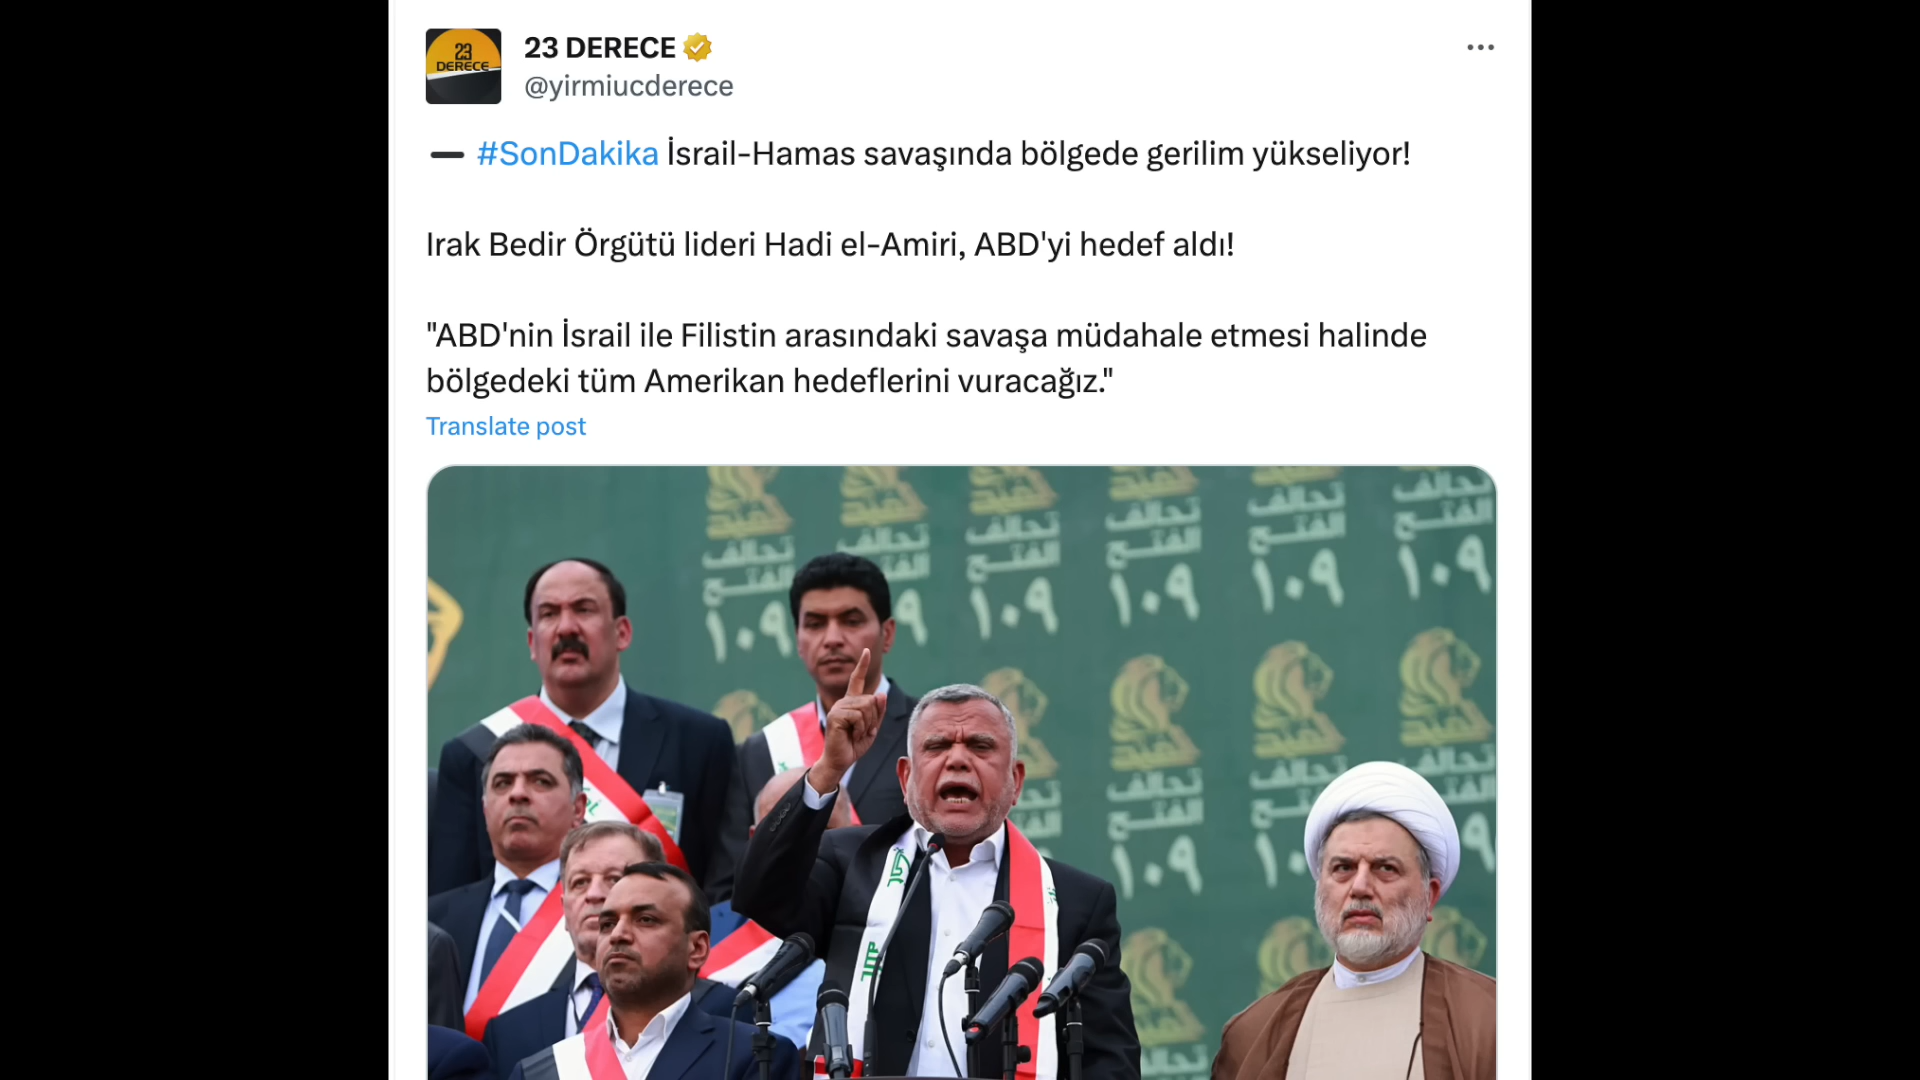 23 DERECE
23 DERECE
@yirmiucderece
#SonDakika İsrail-Hamas savaşında bölgede gerilim yükseliyor!
Irak Bedir Örgütü lideri Hadi el-Amiri, ABD'yi hedef aldı!
"ABD'nin İsrail ile Filistin arasındaki savaşa müdahale etmesi halinde
bölgedeki tüm Amerikan hedeflerini vuracağız."
Translate post
تحالف
الفتح
١٠٩